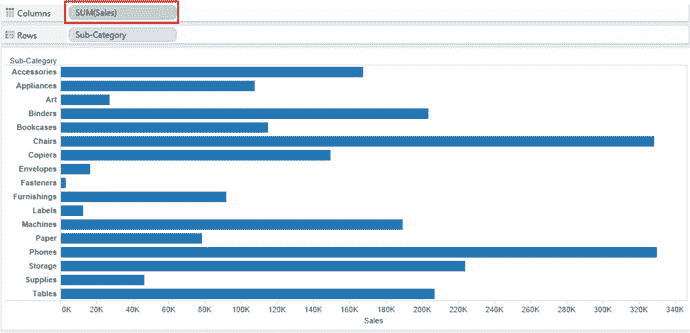 Columns SUM(Sales)
Rows Sub-Category
Sub-Category
Accessories
Appliances
Art
Binders
Bookcases
Chairs
Copiers
Envelopes
Fasteners
Furnishings
Labels
Machines
Paper
Phones
Storage
Supplies
Tables
0K 20K 40K 60K 80K 100K 120K 140K 160K 180K 200K 220K 240K 260K 280K 300K 320K 340K
Sales